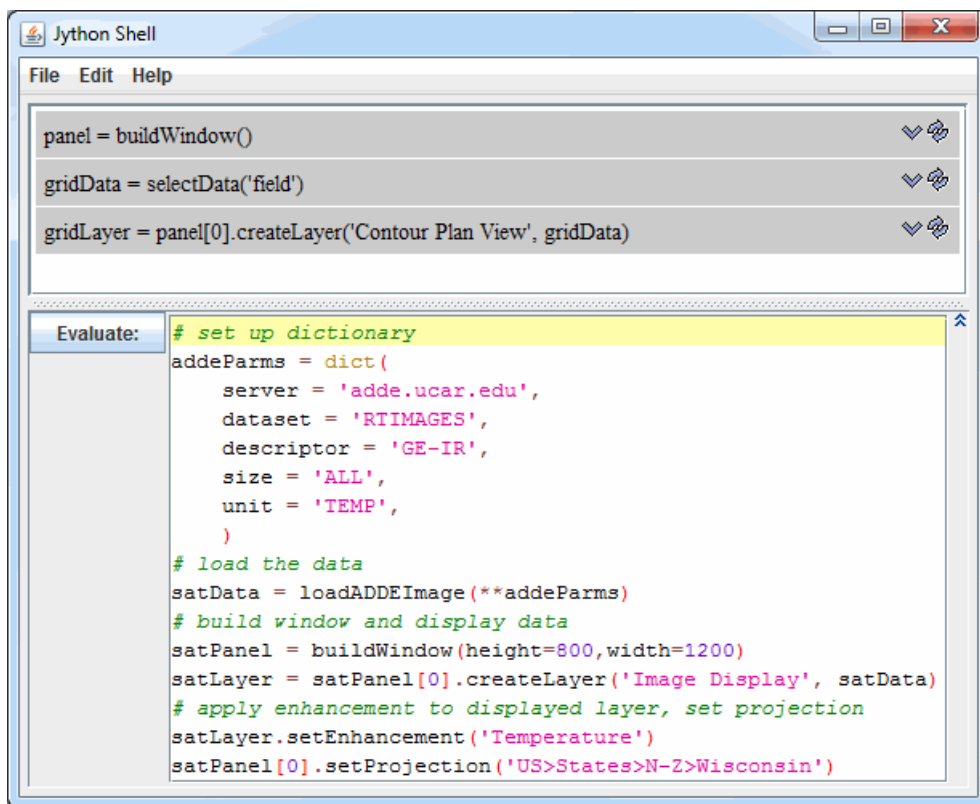 Jython Shell
File Edit Help
panel = buildWindow()
gridData = selectData('field')
gridLayer = panel[0].createLayer('Contour Plan View', gridData)
Evaluate:
# set up dictionary
addeParms = dict(
    server = 'adde.ucar.edu',
    dataset = 'RTIMAGES',
    descriptor = 'GE-IR',
    size = 'ALL',
    unit = 'TEMP',
    )
# load the data
satData = loadADDEImage(**addeParms)
# build window and display data
satPanel = buildWindow(height=800,width=1200)
satLayer = satPanel[0].createLayer('Image Display', satData)
# apply enhancement to displayed layer, set projection
satLayer.setEnhancement('Temperature')
satPanel[0].setProjection('US>States>N-Z>Wisconsin')